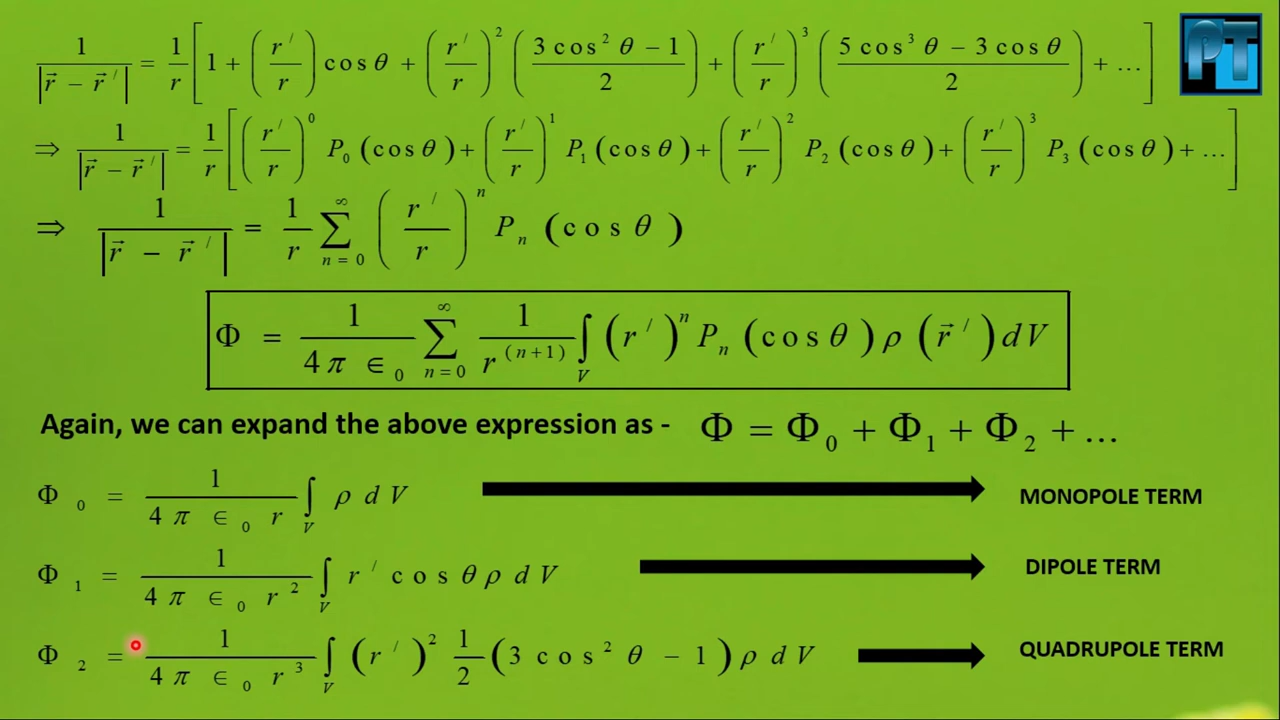 PT
1/|r⃗ − r⃗ ′| = 1/r [1 + (r′/r) cos θ + (r′/r)² ((3 cos² θ − 1)/2) + (r′/r)³ ((5 cos³ θ − 3 cos θ)/2) + ...]
⇒ 1/|r⃗ − r⃗ ′| = 1/r [(r′/r)⁰ P₀ (cos θ) + (r′/r)¹ P₁ (cos θ) + (r′/r)² P₂ (cos θ) + (r′/r)³ P₃ (cos θ) + ...]
⇒ 1/|r⃗ − r⃗ ′| = 1/r ∑_{n=0}^{∞} (r′/r)ⁿ Pₙ (cos θ)
Φ = 1/(4π ∈₀) ∑_{n=0}^{∞} 1/r^{(n+1)} ∫_V (r′)ⁿ Pₙ (cos θ) ρ (r⃗ ′) dV
Again, we can expand the above expression as - Φ = Φ₀ + Φ₁ + Φ₂ + ...
Φ₀ = 1/(4π ∈₀ r) ∫_V ρ dV MONOPOLE TERM
Φ₁ = 1/(4π ∈₀ r²) ∫_V r′ cos θ ρ dV DIPOLE TERM
Φ₂ = 1/(4π ∈₀ r³) ∫_V (r′)² 1/2 (3 cos² θ − 1) ρ dV QUADRUPOLE TERM